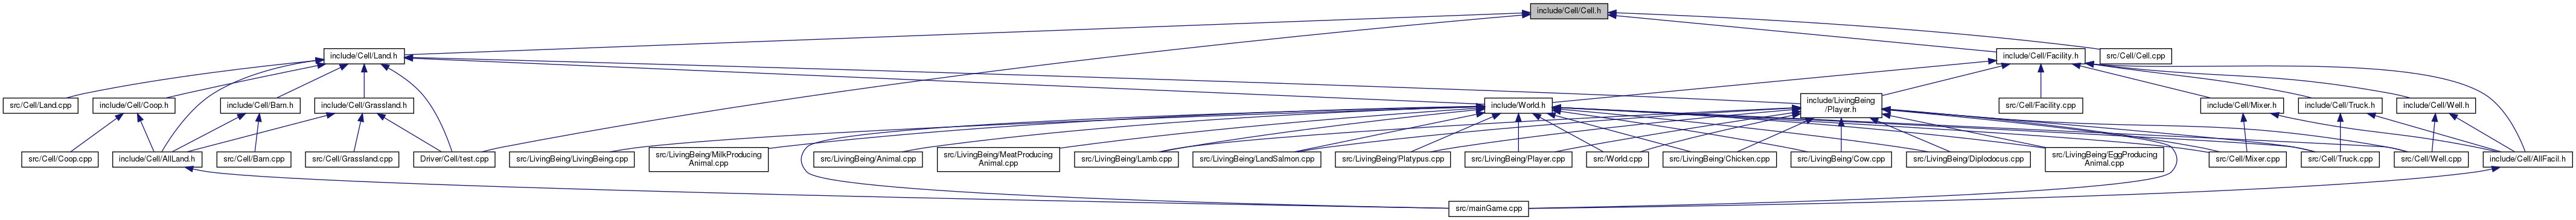 include/Cell/Cell.h
include/Cell/Land.h
include/Cell/Facility.h
src/Cell/Cell.cpp
src/Cell/Land.cpp
include/Cell/Coop.h
include/Cell/Barn.h
include/Cell/Grassland.h
include/World.h
include/LivingBeing
/Player.h
src/Cell/Facility.cpp
include/Cell/Mixer.h
include/Cell/Truck.h
include/Cell/Well.h
src/Cell/Coop.cpp
include/Cell/AllLand.h
src/Cell/Barn.cpp
src/Cell/Grassland.cpp
Driver/Cell/test.cpp
src/LivingBeing/LivingBeing.cpp
src/LivingBeing/MilkProducing
Animal.cpp
src/LivingBeing/Animal.cpp
src/LivingBeing/MeatProducing
Animal.cpp
src/LivingBeing/Lamb.cpp
src/LivingBeing/LandSalmon.cpp
src/LivingBeing/Platypus.cpp
src/LivingBeing/Player.cpp
src/World.cpp
src/LivingBeing/Chicken.cpp
src/LivingBeing/Cow.cpp
src/LivingBeing/Diplodocus.cpp
src/LivingBeing/EggProducing
Animal.cpp
src/Cell/Mixer.cpp
src/Cell/Truck.cpp
src/Cell/Well.cpp
include/Cell/AllFacil.h
src/mainGame.cpp